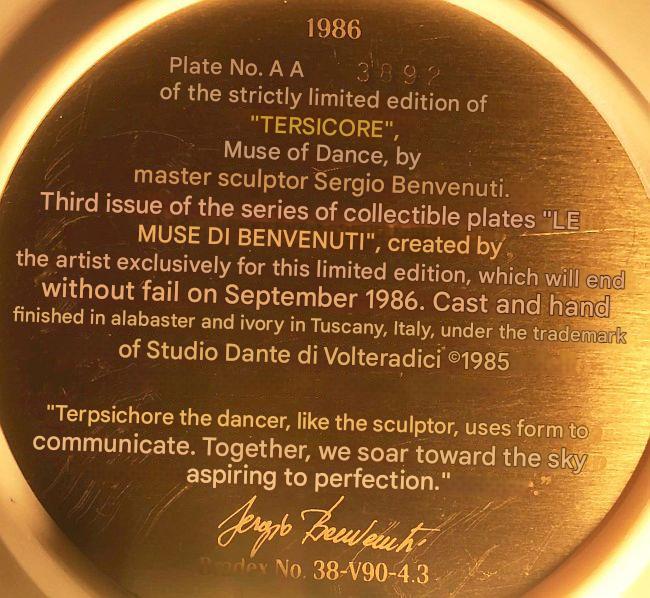 1986
Plate No. A A 3892
of the strictly limited edition of
"TERSICORE",
Muse of Dance, by
master sculptor Sergio Benvenuti.
Third issue of the series of collectible plates "LE
MUSE DI BENVENUTI", created by
the artist exclusively for this limited edition, which will end
without fail on September 1986. Cast and hand
finished in alabaster and ivory in Tuscany, Italy, under the trademark
of Studio Dante di Volteradici ©1985
"Terpsichore the dancer, like the sculptor, uses form to
communicate. Together, we soar toward the sky
aspiring to perfection."
Sergio Benvenuti
No. 38-V90-4.3